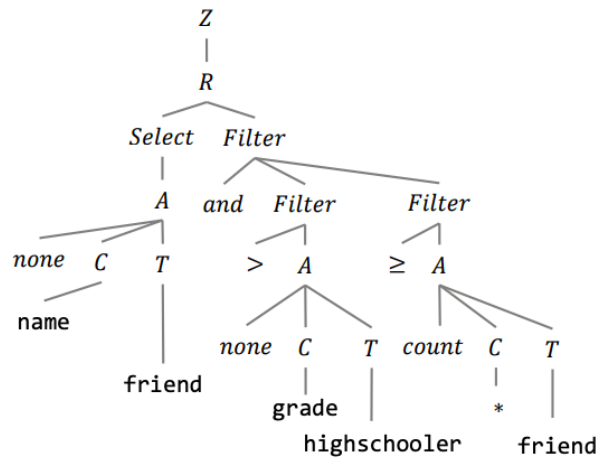 Z
R
Select Filter
A and Filter Filter
none C T > A ≥ A
name
none C T count C T
friend
grade *
highschooler friend